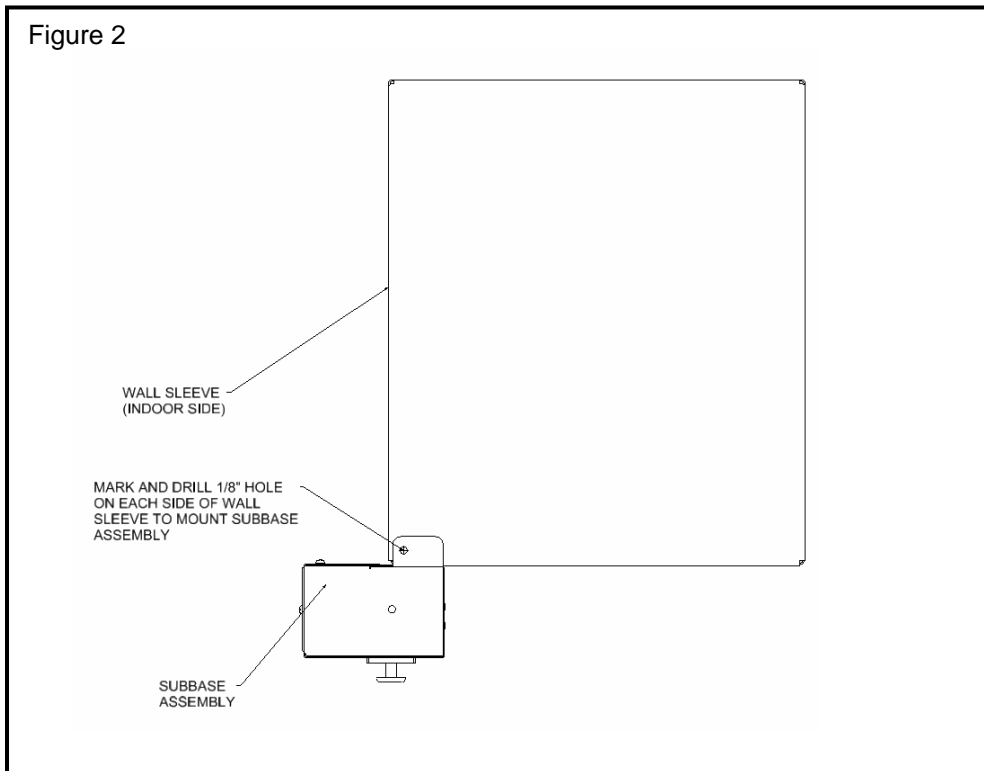 Figure 2
WALL SLEEVE
(INDOOR SIDE)
MARK AND DRILL 1/8" HOLE
ON EACH SIDE OF WALL
SLEEVE TO MOUNT SUBBASE
ASSEMBLY
SUBBASE
ASSEMBLY